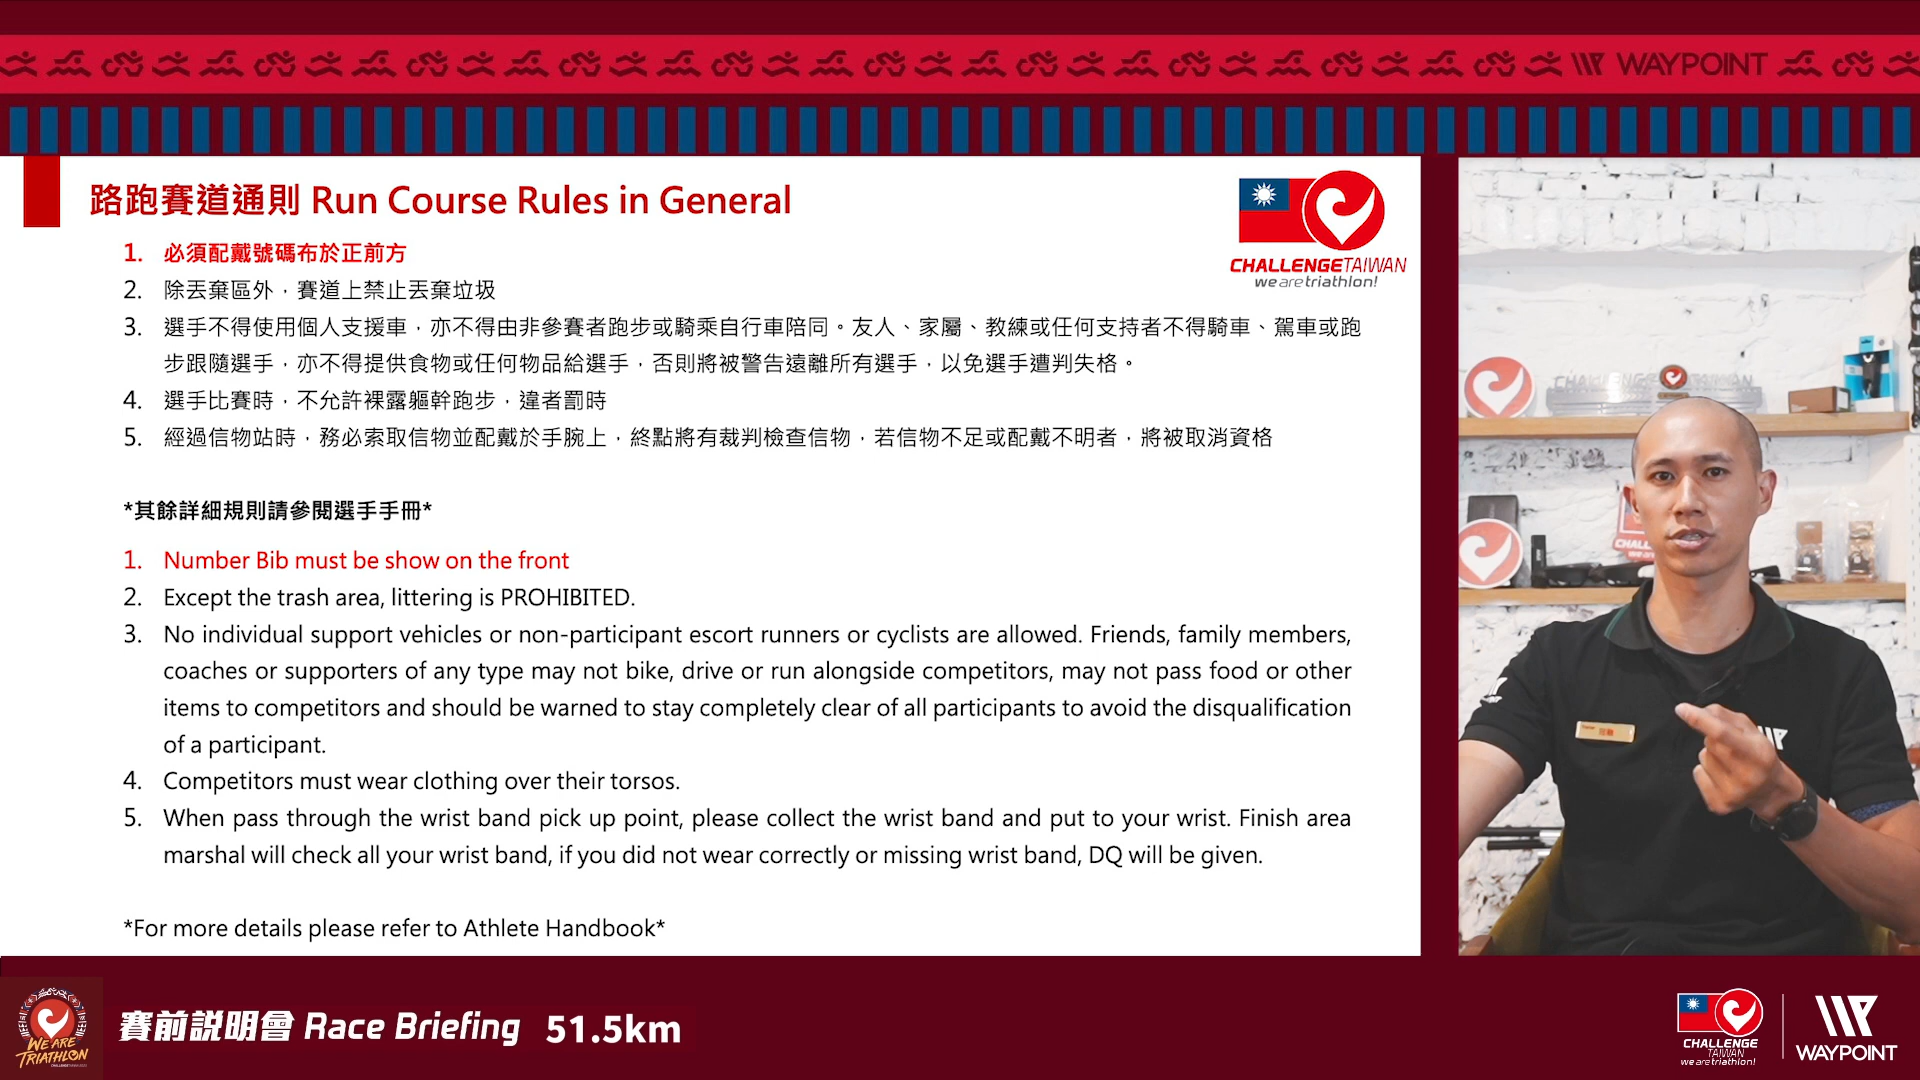 WAYPOINT
路跑賽道通則 Run Course Rules in General
CHALLENGETAIWAN
we are triathlon!
1. 必須配戴號碼布於正前方
2. 除丟棄區外，賽道上禁止丟棄垃圾
3. 選手不得使用個人支援車，亦不得由非參賽者跑步或騎乘自行車陪同。友人、家屬、教練或任何支持者不得騎車、駕車或跑
步跟隨選手，亦不得提供食物或任何物品給選手，否則將被警告遠離所有選手，以免選手遭判失格。
4. 選手比賽時，不允許裸露軀幹跑步，違者罰時
5. 經過信物站時，務必索取信物並配戴於手腕上，終點將有裁判檢查信物，若信物不足或配戴不明者，將被取消資格
*其餘詳細規則請參閱選手手冊*
1. Number Bib must be show on the front
2. Except the trash area, littering is PROHIBITED.
3. No individual support vehicles or non-participant escort runners or cyclists are allowed. Friends, family members,
coaches or supporters of any type may not bike, drive or run alongside competitors, may not pass food or other
items to competitors and should be warned to stay completely clear of all participants to avoid the disqualification
of a participant.
4. Competitors must wear clothing over their torsos.
5. When pass through the wrist band pick up point, please collect the wrist band and put to your wrist. Finish area
marshal will check all your wrist band, if you did not wear correctly or missing wrist band, DQ will be given.
*For more details please refer to Athlete Handbook*
CHALLENGE TAIWAN
WE ARE
TRIATHLON
賽前説明會 Race Briefing 51.5km
CHALLENGE
TAIWAN
we are triathlon!
WAYPOINT